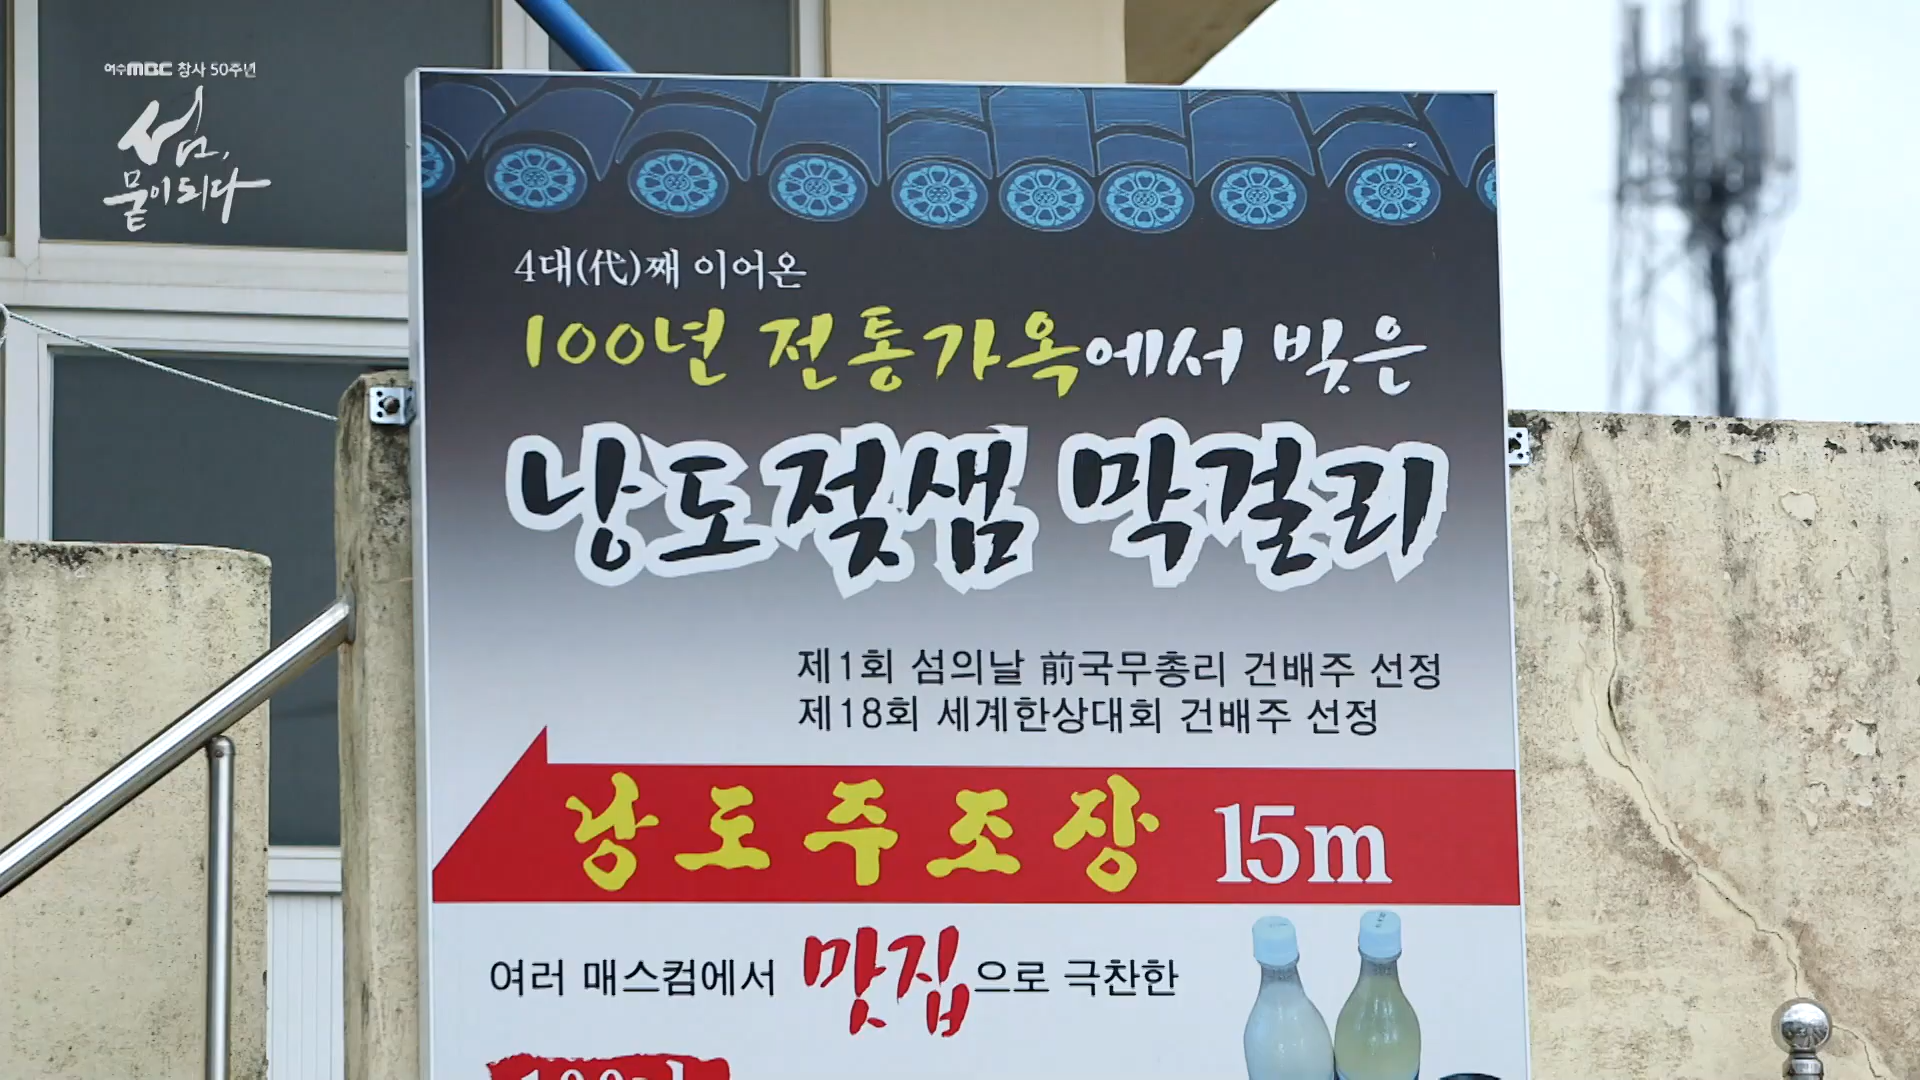 여수MBC 창사 50주년
섬,
뭍이되다
4대(代)째 이어온
100년 전통가옥에서 빚은
낭도젖샘 막걸리
제1회 섬의날 前국무총리 건배주 선정
제18회 세계한상대회 건배주 선정
낭도주조장 15m
여러 매스컴에서 맛집으로 극찬한